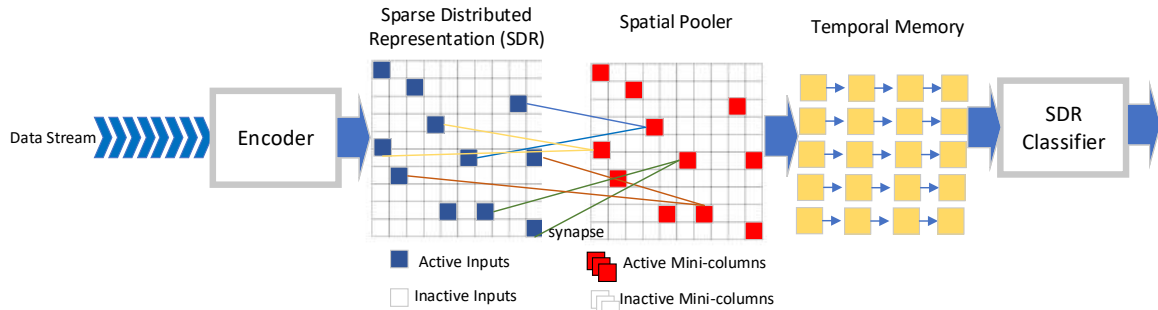 Sparse Distributed
Representation (SDR)
Spatial Pooler
Temporal Memory
Data Stream
Encoder
SDR
Classifier
synapse
Active Inputs
Active Mini-columns
Inactive Inputs
Inactive Mini-columns